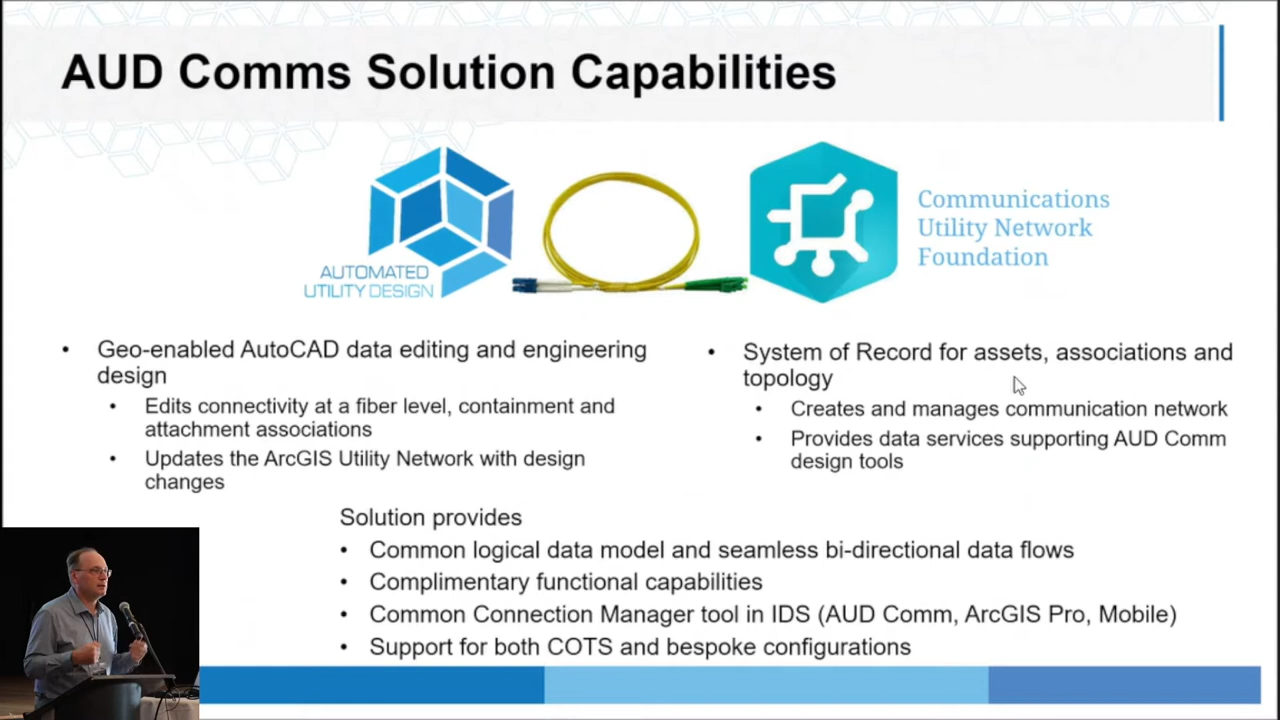 AUD Comms Solution Capabilities
AUTOMATED
UTILITY DESIGN
Communications
Utility Network
Foundation
• Geo-enabled AutoCAD data editing and engineering
design
• Edits connectivity at a fiber level, containment and
attachment associations
• Updates the ArcGIS Utility Network with design
changes
• System of Record for assets, associations and
topology
• Creates and manages communication network
• Provides data services supporting AUD Comm
design tools
Solution provides
• Common logical data model and seamless bi-directional data flows
• Complimentary functional capabilities
• Common Connection Manager tool in IDS (AUD Comm, ArcGIS Pro, Mobile)
• Support for both COTS and bespoke configurations